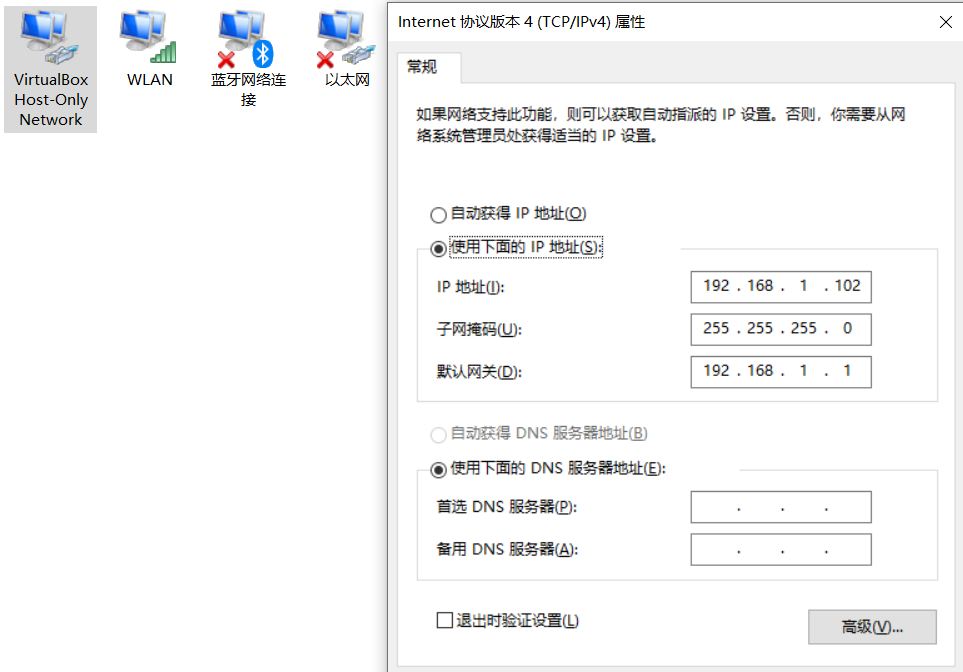 VirtualBox
Host-Only
Network
WLAN
蓝牙网络连
接
以太网
Internet 协议版本 4 (TCP/IPv4) 属性
常规
如果网络支持此功能，则可以获取自动指派的 IP 设置。否则，你需要从网
络系统管理员处获得适当的 IP 设置。
自动获得 IP 地址(O)
使用下面的 IP 地址(S):
IP 地址(I): 192 . 168 . 1 . 102
子网掩码(U): 255 . 255 . 255 . 0
默认网关(D): 192 . 168 . 1 . 1
自动获得 DNS 服务器地址(B)
使用下面的 DNS 服务器地址(E):
首选 DNS 服务器(P): . . .
备用 DNS 服务器(A): . . .
退出时验证设置(L)
高级(V)...